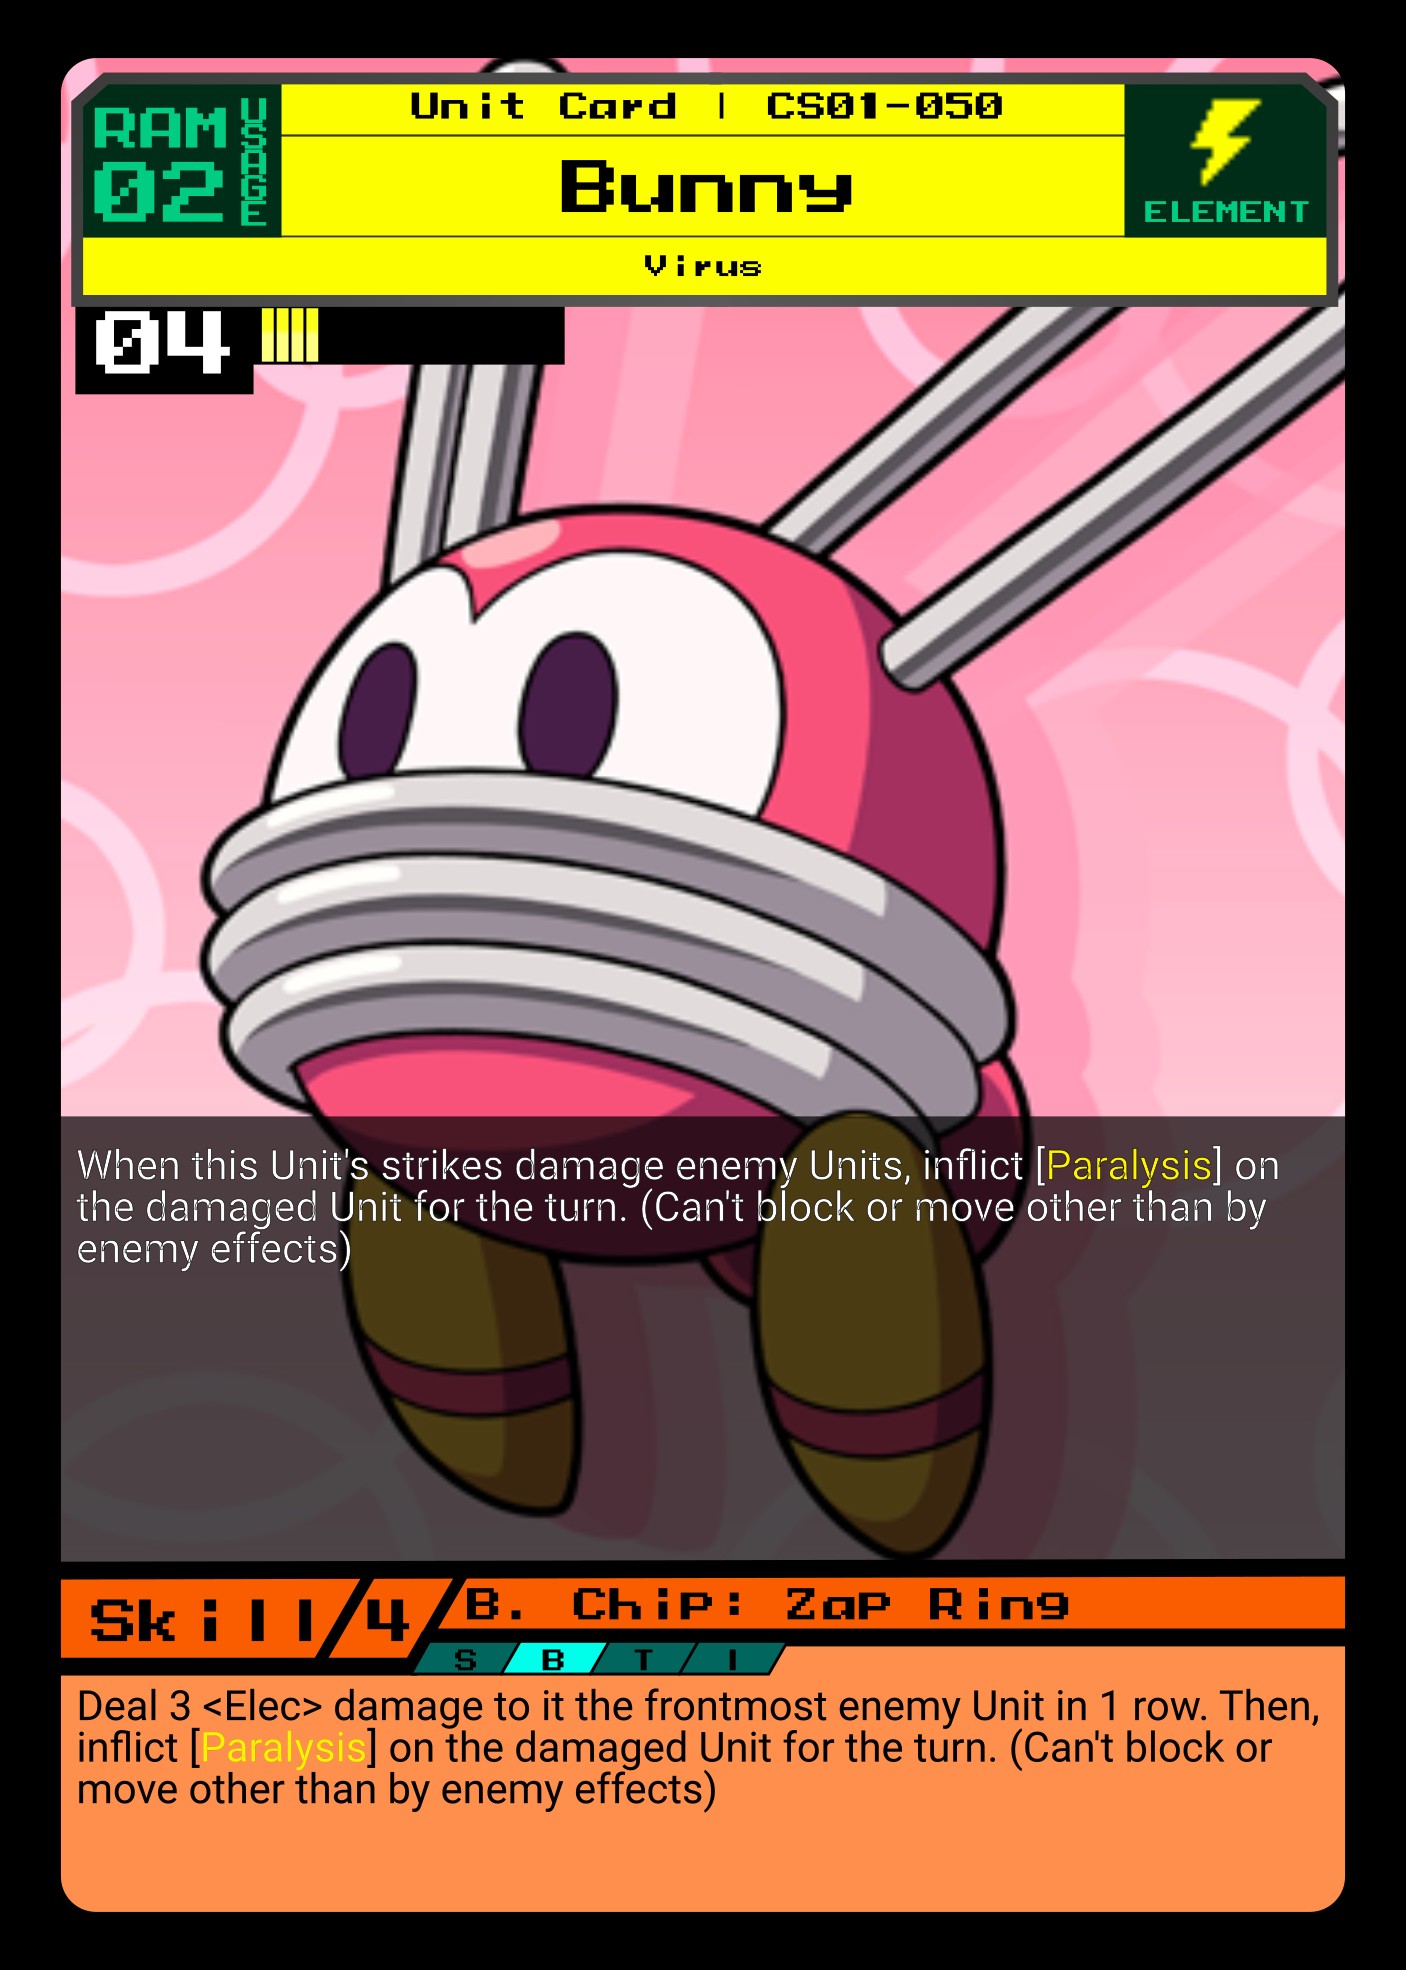 RAM
02
USAGE
Unit Card | CS01-050
Bunny
ELEMENT
Virus
04
When this Unit's strikes damage enemy Units, inflict [Paralysis] on
the damaged Unit for the turn. (Can't block or move other than by
enemy effects)
Skill/4
B. Chip: Zap Ring
S B T I
Deal 3 <Elec> damage to it the frontmost enemy Unit in 1 row. Then,
inflict [Paralysis] on the damaged Unit for the turn. (Can't block or
move other than by enemy effects)